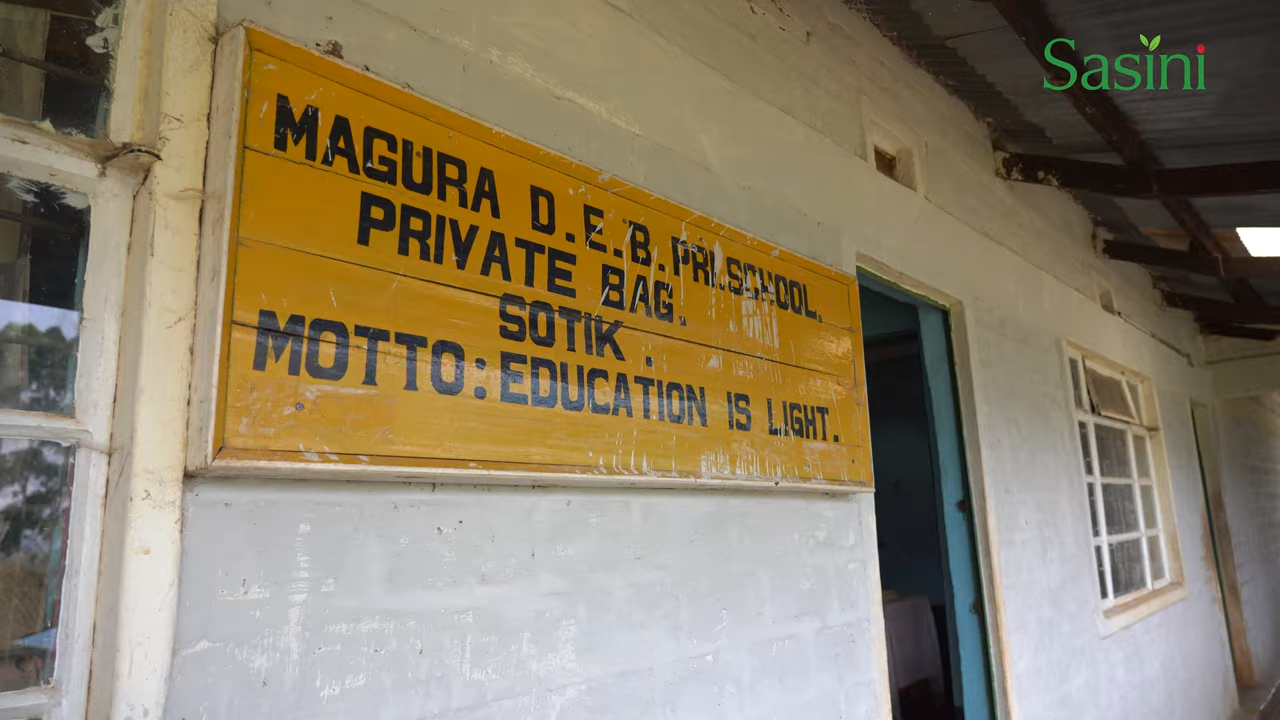 Sasini
MAGURA D.E.B. PRI.SCHOOL.
PRIVATE BAG.
SOTIK .
MOTTO: EDUCATION IS LIGHT.